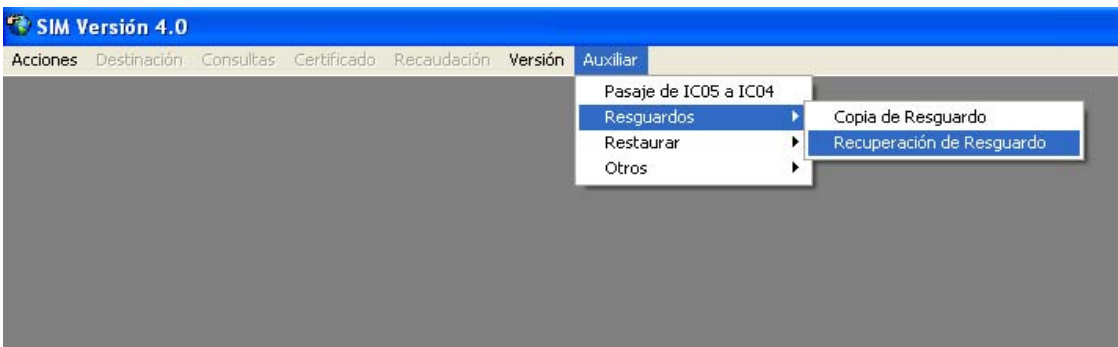 SIM Versión 4.0
Acciones Destinación Consultas Certificado Recaudación Versión Auxiliar
Pasaje de IC05 a IC04
Resguardos
Restaurar
Otros
Copia de Resguardo
Recuperación de Resguardo